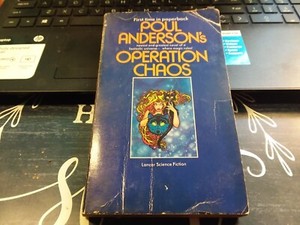 hp
First time in paperback
POUL
ANDERSON's
newest and greatest novel of a
fantastic universe - where magic rules!
OPERATION
CHAOS
Lancer Science Fiction